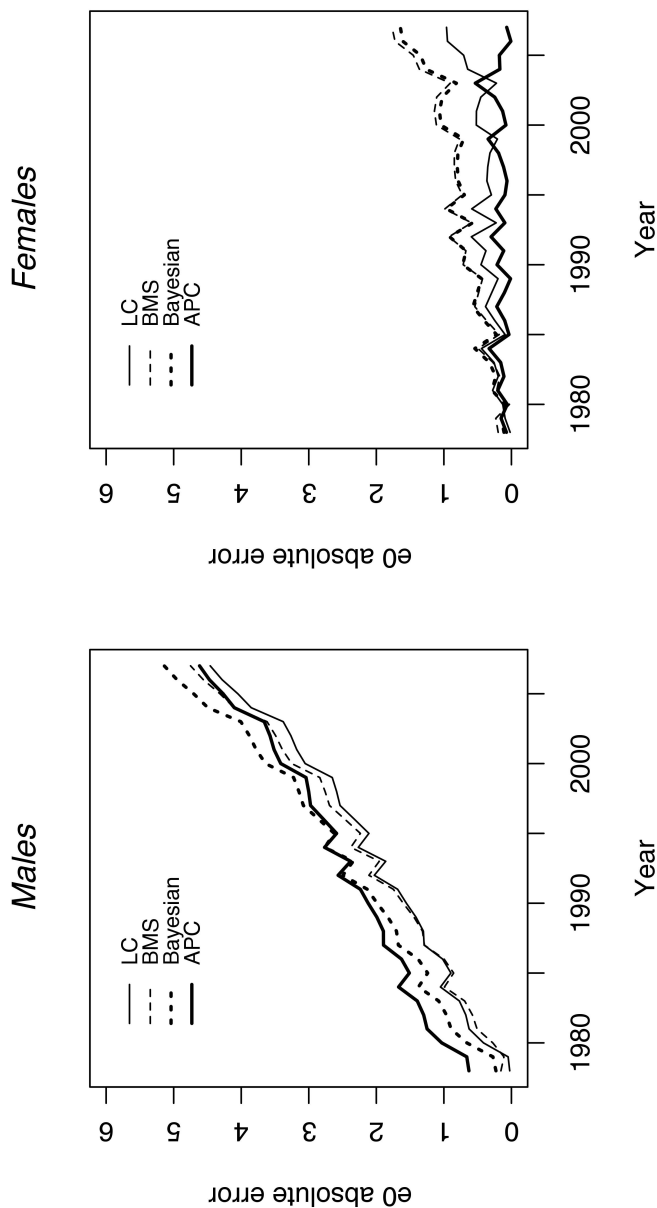 Males
LC
BMS
Bayesian
APC
e0 absolute error
0 1 2 3 4 5 6
1980 1990 2000
Year
Females
LC
BMS
Bayesian
APC
e0 absolute error
0 1 2 3 4 5 6
1980 1990 2000
Year